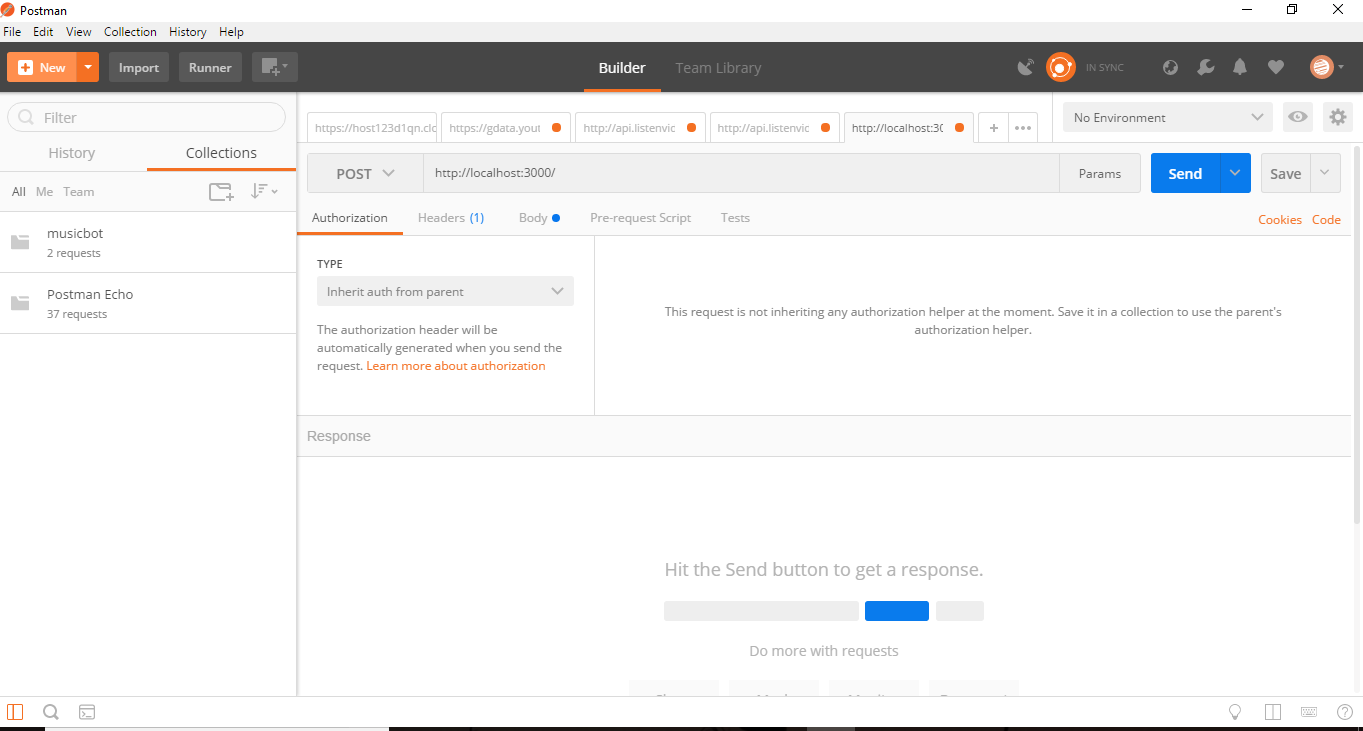 Postman
File Edit View Collection History Help
New Import Runner Builder Team Library IN SYNC
Filter
History Collections
All Me Team
musicbot
2 requests
Postman Echo
37 requests
https://host123d1qn.clc https://gdata.yout http://api.listenvic http://api.listenvic http://localhost:30 + ••• No Environment
POST http://localhost:3000/ Params Send Save
Authorization Headers (1) Body Pre-request Script Tests Cookies Code
TYPE
Inherit auth from parent
The authorization header will be
automatically generated when you send the
request. Learn more about authorization
This request is not inheriting any authorization helper at the moment. Save it in a collection to use the parent's
authorization helper.
Response
Hit the Send button to get a response.
Do more with requests